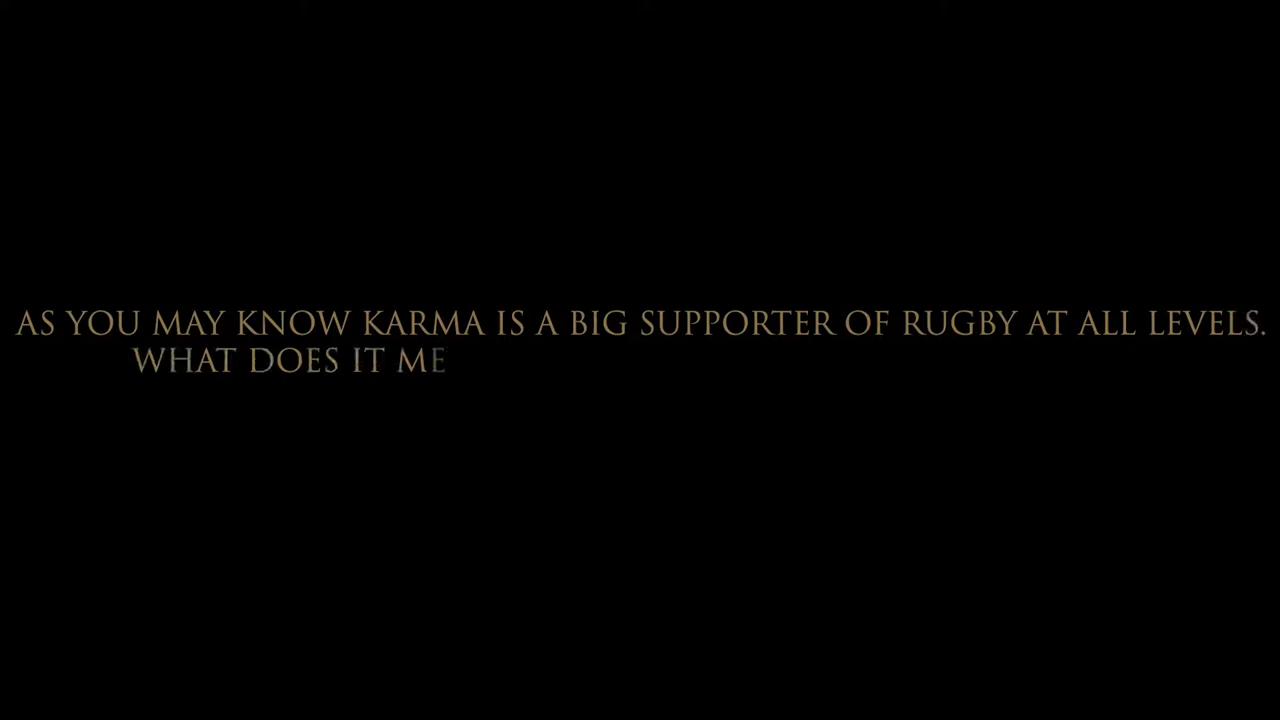 AS YOU MAY KNOW KARMA IS A BIG SUPPORTER OF RUGBY AT ALL LEVELS.
WHAT DOES IT ME